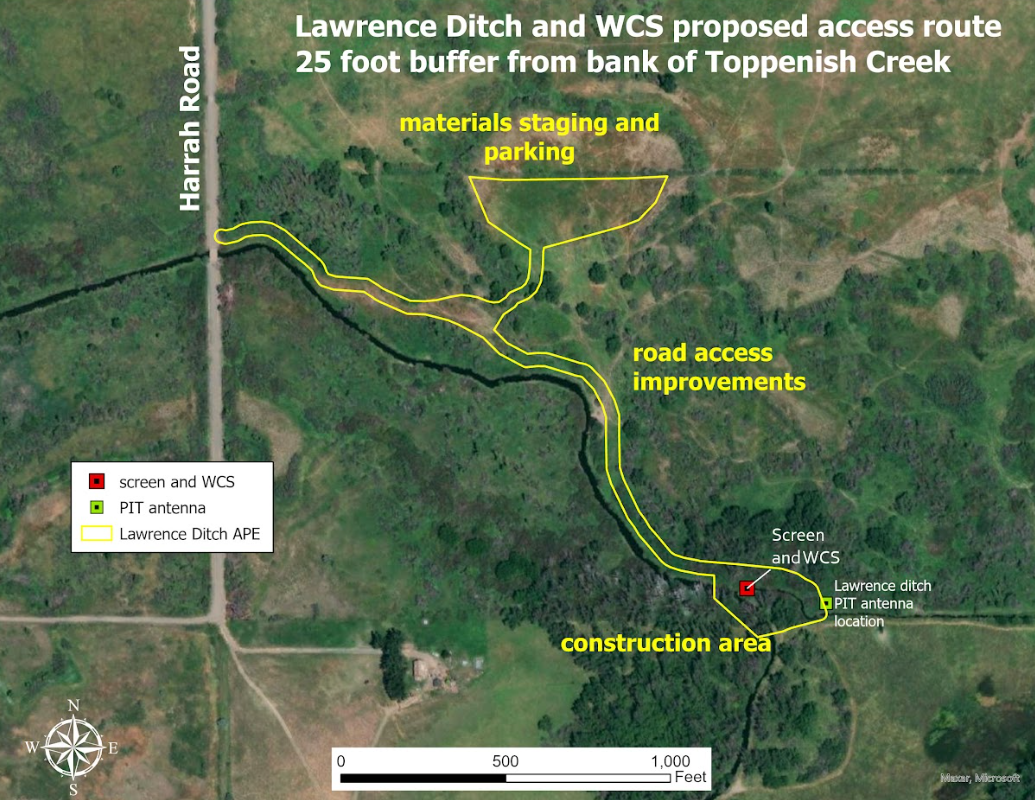 Lawrence Ditch and WCS proposed access route
25 foot buffer from bank of Toppenish Creek
Harrah Road
materials staging and
parking
road access
improvements
screen and WCS
PIT antenna
Lawrence Ditch APE
Screen
and WCS
Lawrence ditch
PIT antenna
location
construction area
N
W
E
S
0
500
1,000
Feet
Maxar, Microsoft